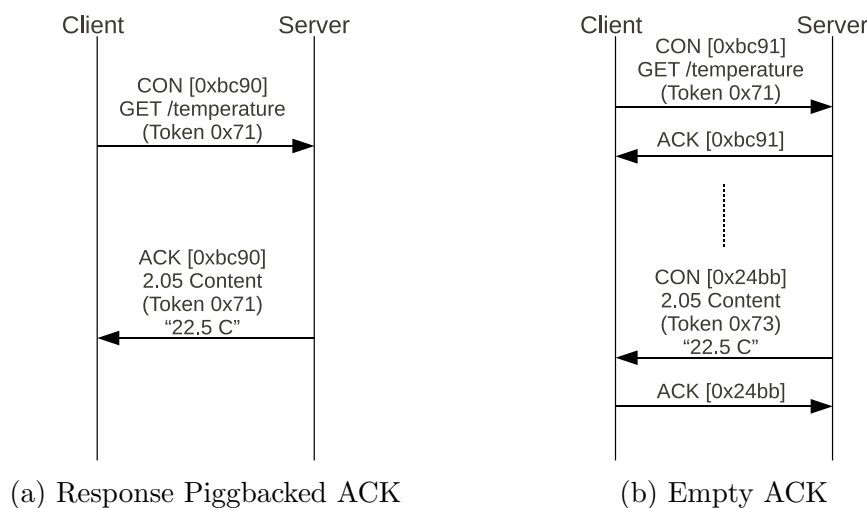 Client
Server
CON [0xbc90]
GET /temperature
(Token 0x71)
ACK [0xbc90]
2.05 Content
(Token 0x71)
“22.5 C”
(a) Response Piggbacked ACK
Client
Server
CON [0xbc91]
GET /temperature
(Token 0x71)
ACK [0xbc91]
CON [0x24bb]
2.05 Content
(Token 0x73)
“22.5 C”
ACK [0x24bb]
(b) Empty ACK